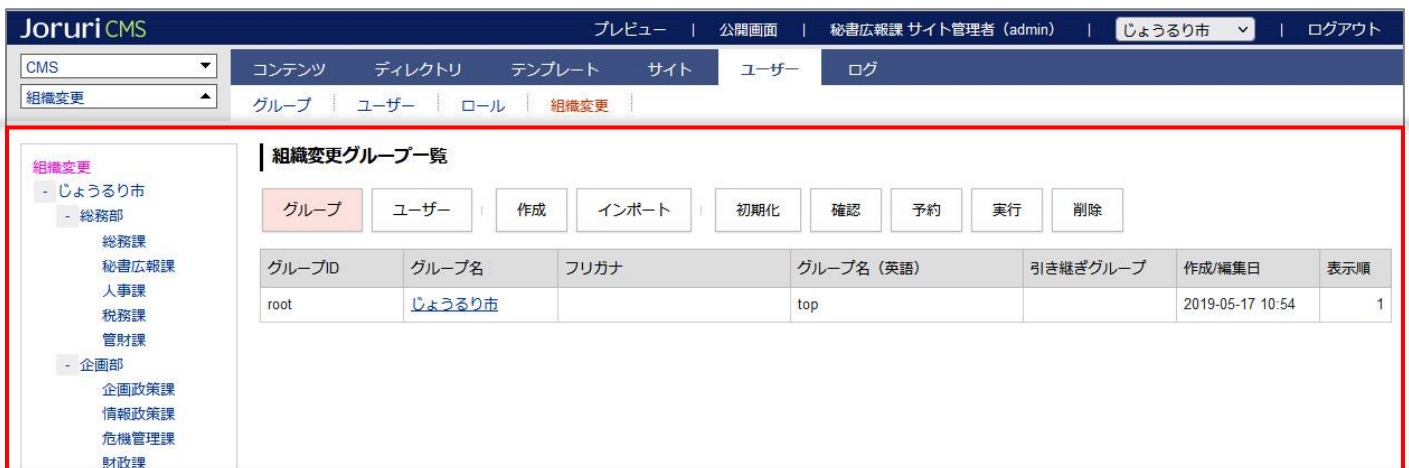 Joruri CMS プレビュー | 公開画面 | 秘書広報課 サイト管理者（admin） | じょうるり市 | ログアウト
CMS
組織変更
コンテンツ ディレクトリ テンプレート サイト ユーザー ログ
グループ ユーザー ロール 組織変更
組織変更
- じょうるり市
- 総務部
総務課
秘書広報課
人事課
税務課
管財課
- 企画部
企画政策課
情報政策課
危機管理課
財政課
組織変更グループ一覧
グループ ユーザー 作成 インポート 初期化 確認 予約 実行 削除
グループID グループ名 フリガナ グループ名（英語） 引き継ぎグループ 作成/編集日 表示順
root じょうるり市 top 2019-05-17 10:54 1